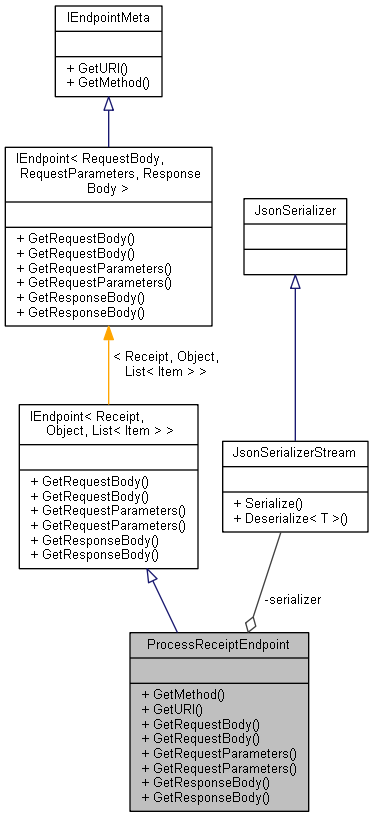 IEndpointMeta
+ GetURI()
+ GetMethod()
IEndpoint< RequestBody,
RequestParameters, Response
Body >
+ GetRequestBody()
+ GetRequestBody()
+ GetRequestParameters()
+ GetRequestParameters()
+ GetResponseBody()
+ GetResponseBody()
JsonSerializer
< Receipt, Object,
List< Item > >
IEndpoint< Receipt,
Object, List< Item > >
+ GetRequestBody()
+ GetRequestBody()
+ GetRequestParameters()
+ GetRequestParameters()
+ GetResponseBody()
+ GetResponseBody()
JsonSerializerStream
+ Serialize()
+ Deserialize< T >()
-serializer
ProcessReceiptEndpoint
+ GetMethod()
+ GetURI()
+ GetRequestBody()
+ GetRequestBody()
+ GetRequestParameters()
+ GetRequestParameters()
+ GetResponseBody()
+ GetResponseBody()